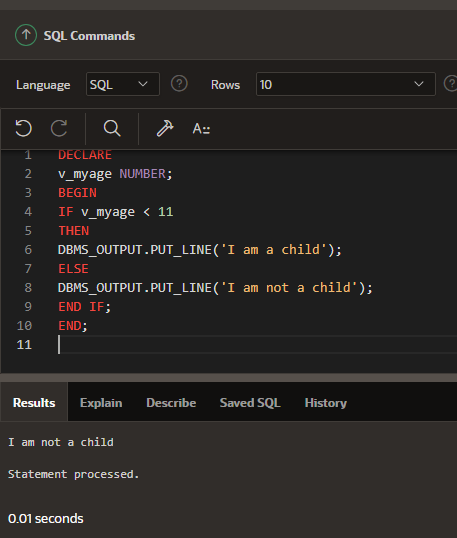 SQL Commands
Language SQL ? Rows 10 ?
A::
1 DECLARE
2 v_myage NUMBER;
3 BEGIN
4 IF v_myage < 11
5 THEN
6 DBMS_OUTPUT.PUT_LINE('I am a child');
7 ELSE
8 DBMS_OUTPUT.PUT_LINE('I am not a child');
9 END IF;
10 END;
11
Results Explain Describe Saved SQL History
I am not a child
Statement processed.
0.01 seconds